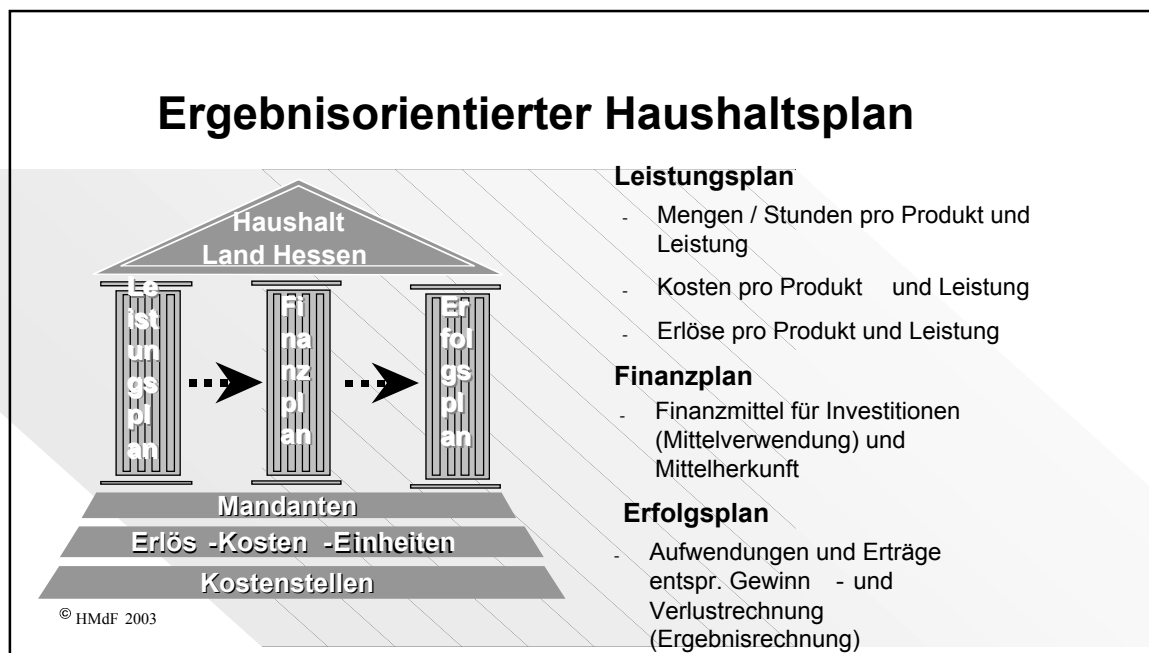 Ergebnisorientierter Haushaltsplan
Haushalt
Land Hessen
Le
ist
un
gs
pl
an
Fi
na
nz
pl
an
Er
fol
gs
pl
an
Mandanten
Erlös -Kosten -Einheiten
Kostenstellen
© HMdF 2003
Leistungsplan
- Mengen / Stunden pro Produkt und
Leistung
- Kosten pro Produkt und Leistung
- Erlöse pro Produkt und Leistung
Finanzplan
- Finanzmittel für Investitionen
(Mittelverwendung) und
Mittelherkunft
Erfolgsplan
- Aufwendungen und Erträge
entspr. Gewinn - und
Verlustrechnung
(Ergebnisrechnung)